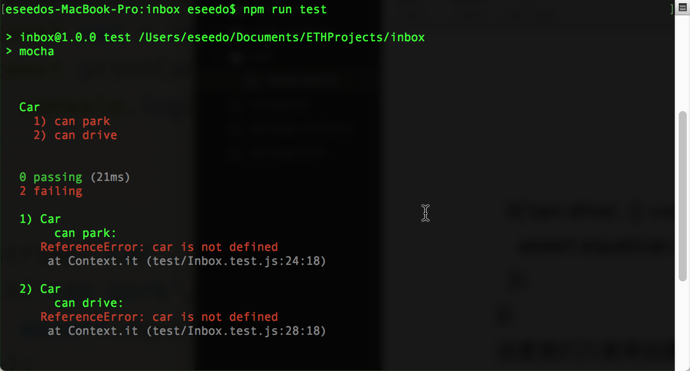 [eseedos-MacBook-Pro:inbox eseedo$ npm run test ]
> inbox@1.0.0 test /Users/eseedo/Documents/ETHProjects/inbox
> mocha
Car
1) can park
2) can drive
0 passing (21ms)
2 failing
1) Car
can park:
ReferenceError: car is not defined
at Context.it (test/Inbox.test.js:24:18)
2) Car
can drive:
ReferenceError: car is not defined
at Context.it (test/Inbox.test.js:28:18)